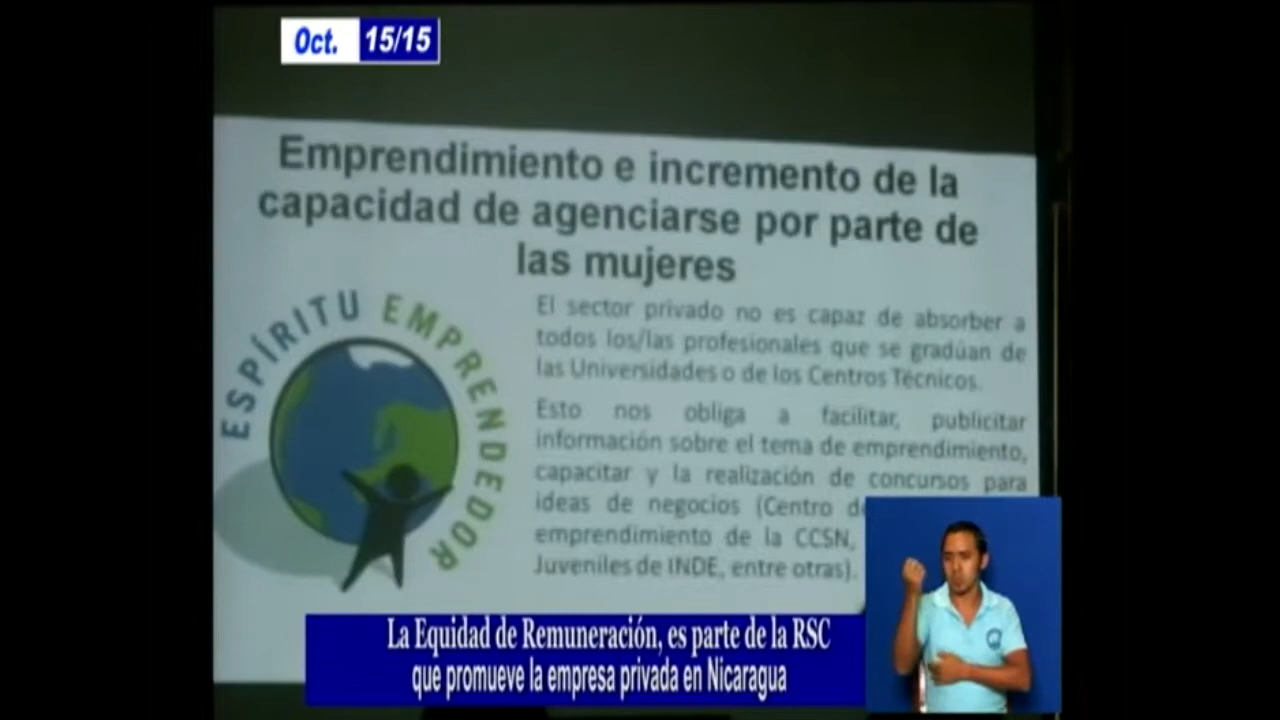 Oct. 15/15
Emprendimiento e incremento de la
capacidad de agenciarse por parte de
las mujeres
ESPÍRITU EMPRENDEDOR
El sector privado no es capaz de absorber a
todos los/las profesionales que se gradúan de
las Universidades o de los Centros Técnicos.
Esto nos obliga a facilitar, publicitar
información sobre el tema de emprendimiento,
capacitar y la realización de concursos para
ideas de negocios (Centro de
emprendimiento de la CCSN,
Juveniles de INDE, entre otras).
La Equidad de Remuneración, es parte de la RSC
que promueve la empresa privada en Nicaragua